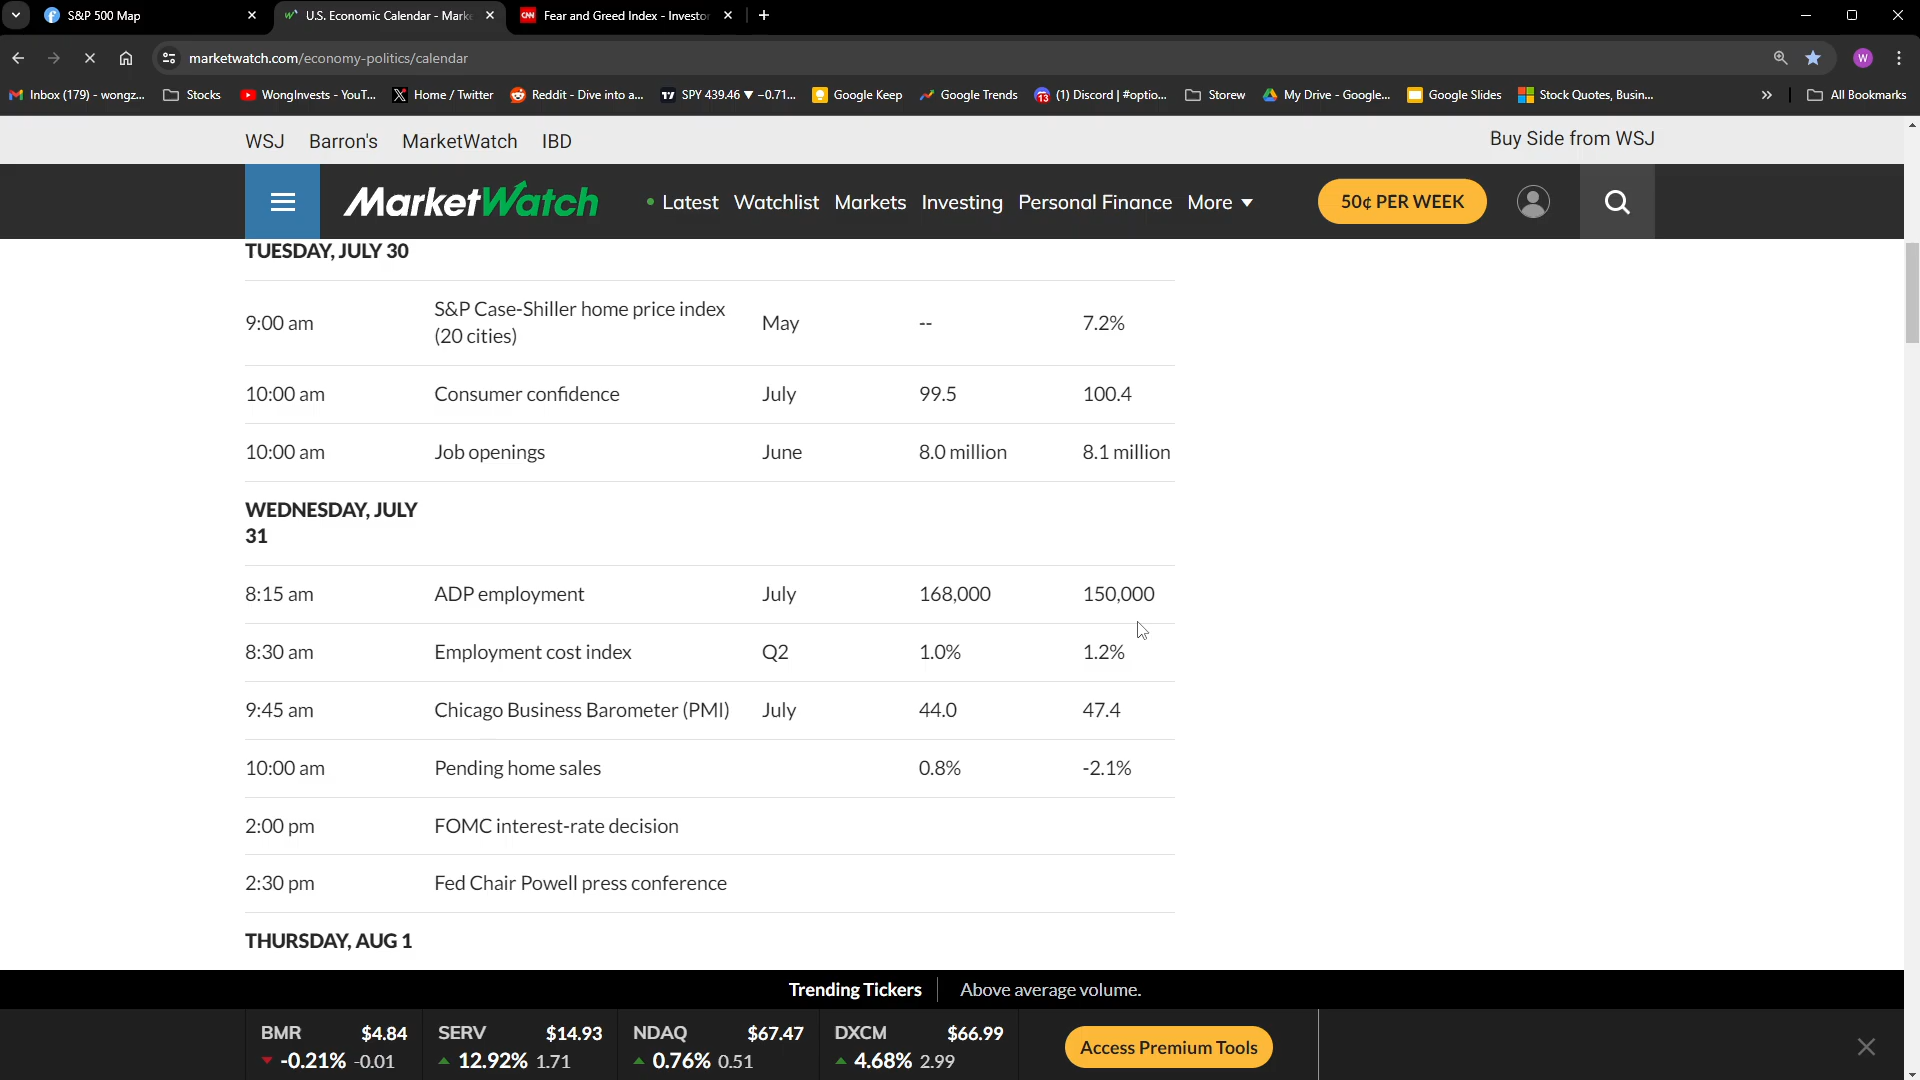 S&P 500 Map
U.S. Economic Calendar - Marke
CNN Fear and Greed Index - Investor
marketwatch.com/economy-politics/calendar
W
Inbox (179) - wongz...
Stocks
WongInvests - YouT...
Home / Twitter
Reddit - Dive into a...
SPY 439.46 ▼ −0.71...
Google Keep
Google Trends
13 (1) Discord | #optio...
Storew
My Drive - Google...
Google Slides
Stock Quotes, Busin...
»
All Bookmarks
WSJ Barron's MarketWatch IBD
Buy Side from WSJ
MarketWatch
• Latest Watchlist Markets Investing Personal Finance More
50¢ PER WEEK
TUESDAY, JULY 30
9:00 am S&P Case-Shiller home price index May -- 7.2%
(20 cities)
10:00 am Consumer confidence July 99.5 100.4
10:00 am Job openings June 8.0 million 8.1 million
WEDNESDAY, JULY
31
8:15 am ADP employment July 168,000 150,000
8:30 am Employment cost index Q2 1.0% 1.2%
9:45 am Chicago Business Barometer (PMI) July 44.0 47.4
10:00 am Pending home sales 0.8% -2.1%
2:00 pm FOMC interest-rate decision
2:30 pm Fed Chair Powell press conference
THURSDAY, AUG 1
Trending Tickers Above average volume.
BMR $4.84 SERV $14.93 NDAQ $67.47 DXCM $66.99
-0.21% -0.01 12.92% 1.71 0.76% 0.51 4.68% 2.99
Access Premium Tools